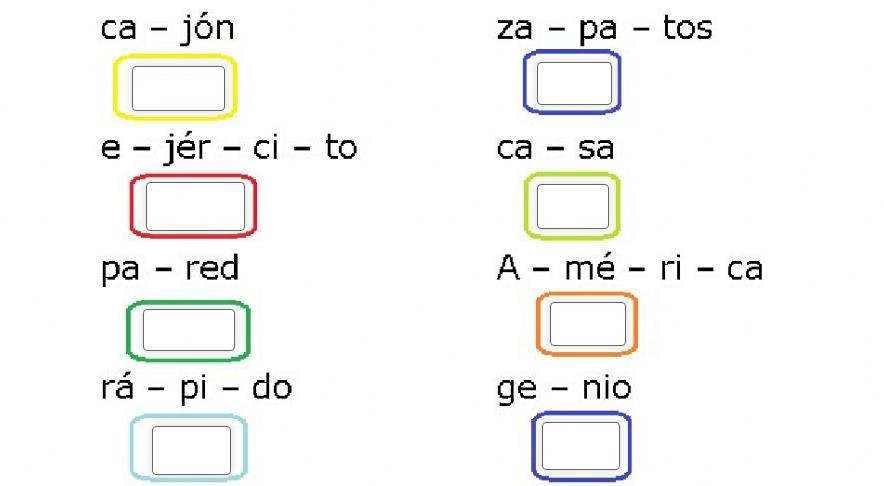 ca – jón
za – pa – tos
e – jér – ci – to
ca – sa
pa – red
A – mé – ri – ca
rá – pi – do
ge – nio